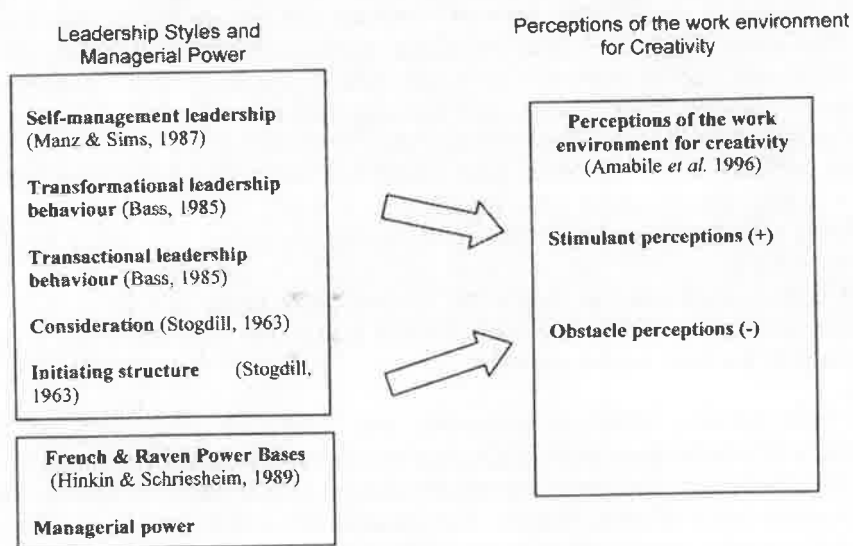 Leadership Styles and
Managerial Power
Self-management leadership
(Manz & Sims, 1987)
Transformational leadership
behaviour (Bass, 1985)
Transactional leadership
behaviour (Bass, 1985)
Consideration (Stogdill, 1963)
Initiating structure (Stogdill,
1963)
French & Raven Power Bases
(Hinkin & Schriesheim, 1989)
Managerial power
Perceptions of the work environment
for Creativity
Perceptions of the work
environment for creativity
(Amabile et al. 1996)
Stimulant perceptions (+)
Obstacle perceptions (-)